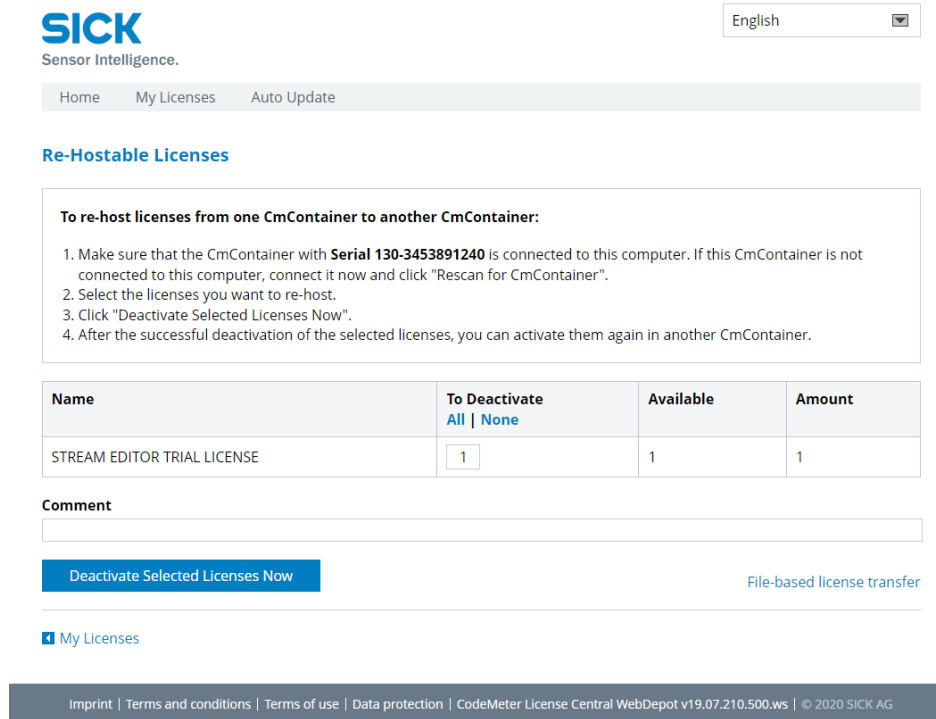 SICK
Sensor Intelligence.
English
Home My Licenses Auto Update
Re-Hostable Licenses
To re-host licenses from one CmContainer to another CmContainer:
1. Make sure that the CmContainer with Serial 130-3453891240 is connected to this computer. If this CmContainer is not
connected to this computer, connect it now and click "Rescan for CmContainer".
2. Select the licenses you want to re-host.
3. Click "Deactivate Selected Licenses Now".
4. After the successful deactivation of the selected licenses, you can activate them again in another CmContainer.
Name To Deactivate Available Amount
All | None
STREAM EDITOR TRIAL LICENSE 1 1 1
Comment
Deactivate Selected Licenses Now
File-based license transfer
My Licenses
Imprint | Terms and conditions | Terms of use | Data protection | CodeMeter License Central WebDepot v19.07.210.500.ws | © 2020 SICK AG